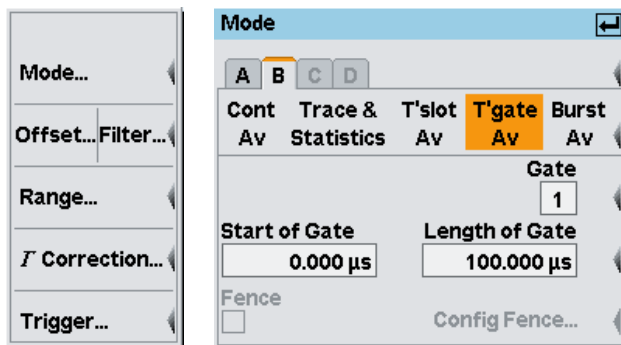 Mode...
Offset... Filter...
Range...
Γ Correction...
Trigger...
Mode
A B C D
Cont Trace & T'slot T'gate Burst
Av Statistics Av Av Av
Gate
1
Start of Gate Length of Gate
0.000 µs 100.000 µs
Fence
Config Fence...